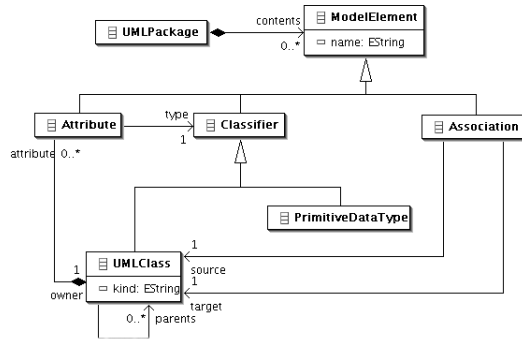 contents
ModelElement
UMLPackage
0..*
name: EString
type
Attribute
Classifier
Association
1
attribute 0..*
PrimitiveDataType
1
1
UMLClass
source
owner
kind: EString
1
target
0..*
parents